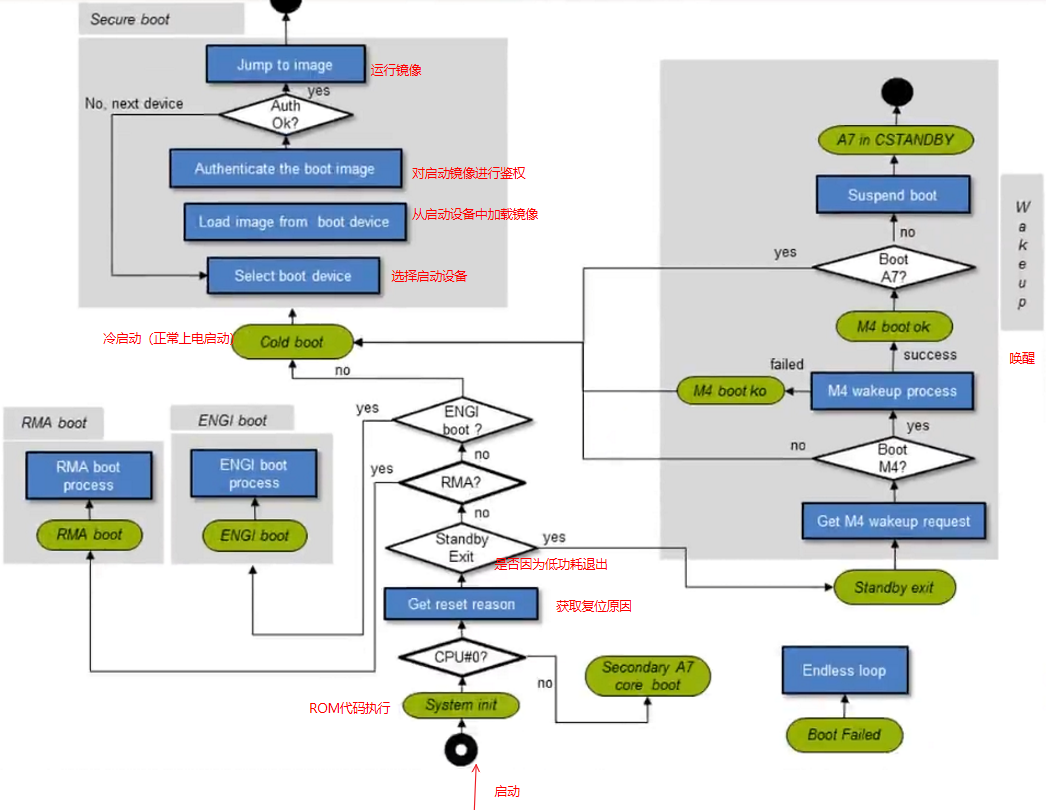 Secure boot
Jump to image
运行镜像
yes
No, next device
Auth
Ok?
Authenticate the boot image
对启动镜像进行鉴权
Load image from boot device
从启动设备中加载镜像
Select boot device
选择启动设备
冷启动（正常上电启动）
Cold boot
no
RMA boot
ENGI boot
yes
ENGI
boot ?
RMA boot
process
ENGI boot
process
yes
no
RMA?
RMA boot
ENGI boot
no
Standby
Exit
yes
是否因为低功耗退出
Get reset reason
获取复位原因
CPU#0?
no
Secondary A7
core boot
ROM代码执行
System init
启动
A7 in CSTANDBY
Suspend boot
no
yes
Boot
A7?
M4 boot ok
success
failed
M4 boot ko
M4 wakeup process
yes
no
Boot
M4?
Get M4 wakeup request
Standby exit
W
a
k
e
u
p
唤醒
Endless loop
Boot Failed